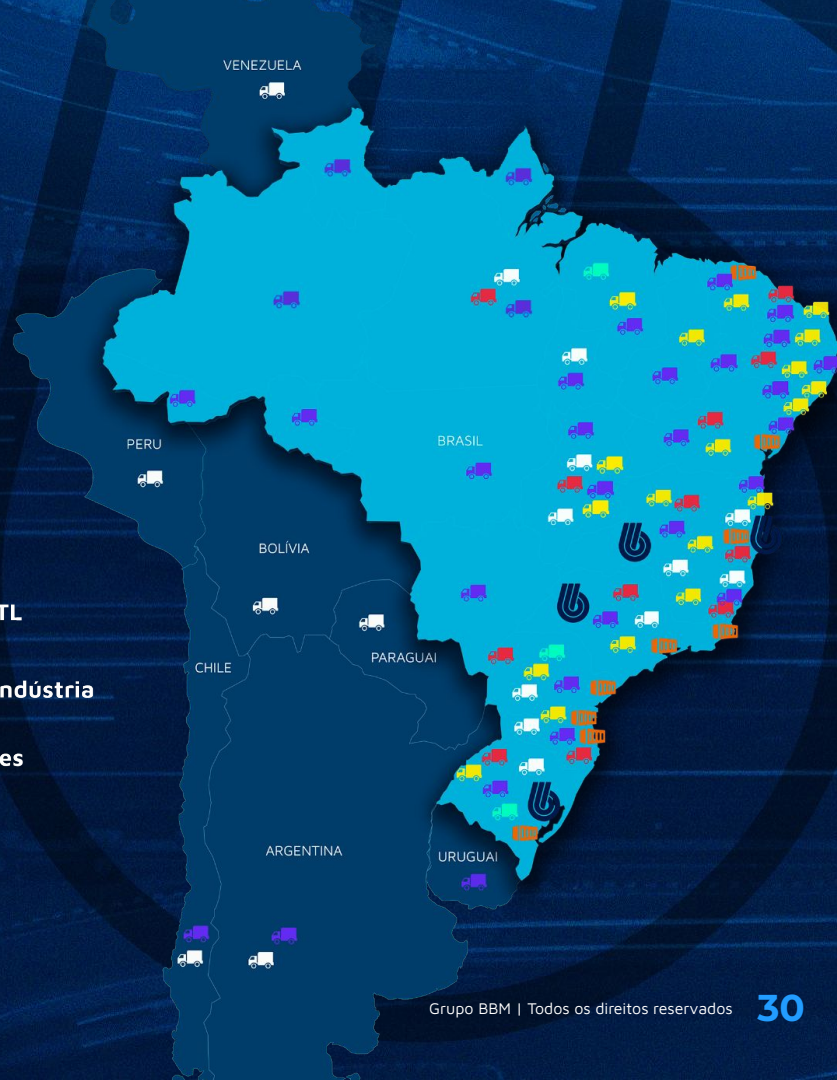 VENEZUELA
PERU
BRASIL
BOLÍVIA
TL
CHILE
PARAGUAI
ndústria
es
ARGENTINA
URUGUAI
Grupo BBM | Todos os direitos reservados 30